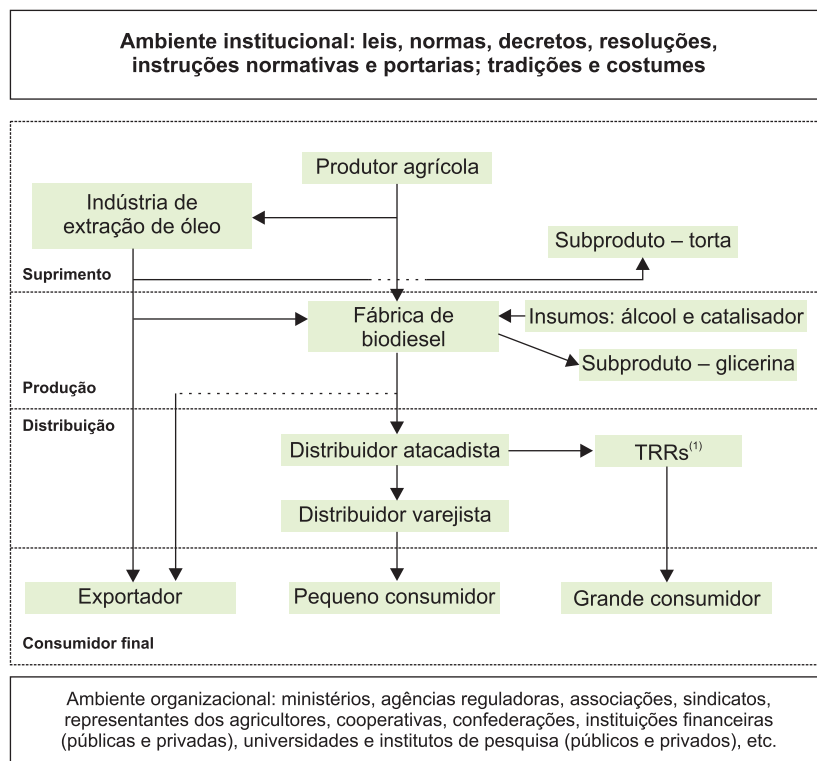 Ambiente institucional: leis, normas, decretos, resoluções,
instruções normativas e portarias; tradições e costumes
Produtor agrícola
Indústria de
extração de óleo
Subproduto – torta
Suprimento
Fábrica de
biodiesel
Insumos: álcool e catalisador
Subproduto – glicerina
Produção
Distribuição
Distribuidor atacadista
TRRs(1)
Distribuidor varejista
Exportador
Pequeno consumidor
Grande consumidor
Consumidor final
Ambiente organizacional: ministérios, agências reguladoras, associações, sindicatos,
representantes dos agricultores, cooperativas, confederações, instituições financeiras
(públicas e privadas), universidades e institutos de pesquisa (públicos e privados), etc.